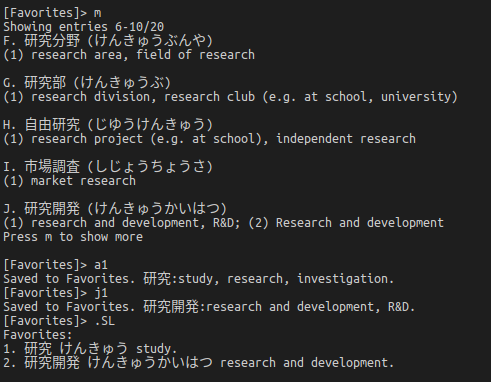 [Favorites]> m
Showing entries 6-10/20
F. 研究分野 (けんきゅうぶんや)
(1) research area, field of research
G. 研究部 (けんきゅうぶ)
(1) research division, research club (e.g. at school, university)
H. 自由研究 (じゆうけんきゅう)
(1) research project (e.g. at school), independent research
I. 市場調査 (しじょうちょうさ)
(1) market research
J. 研究開発 (けんきゅうかいはつ)
(1) research and development, R&D; (2) Research and development
Press m to show more
[Favorites]> a1
Saved to Favorites. 研究:study, research, investigation.
[Favorites]> j1
Saved to Favorites. 研究開発:research and development, R&D.
[Favorites]> .SL
Favorites:
1. 研究 けんきゅう study.
2. 研究開発 けんきゅうかいはつ research and development.